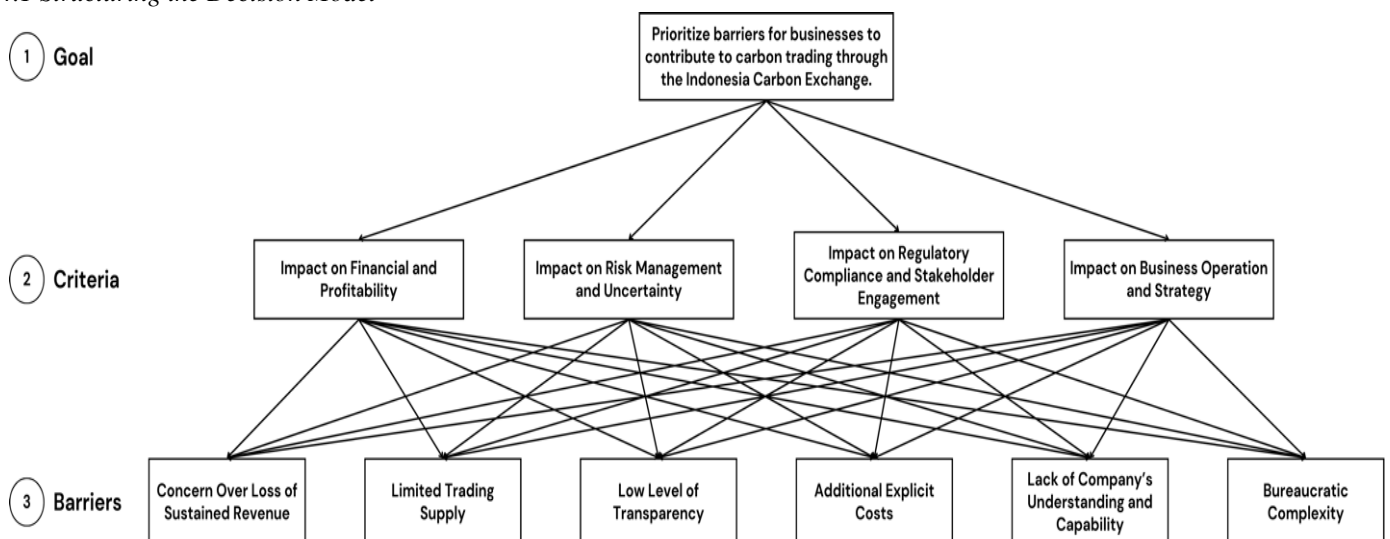 4.1 Structuring the Decision Model
1 Goal
Prioritize barriers for businesses to
contribute to carbon trading through
the Indonesia Carbon Exchange.
2 Criteria
Impact on Financial and
Profitability
Impact on Risk Management
and Uncertainty
Impact on Regulatory
Compliance and Stakeholder
Engagement
Impact on Business Operation
and Strategy
3 Barriers
Concern Over Loss of
Sustained Revenue
Limited Trading
Supply
Low Level of
Transparency
Additional Explicit
Costs
Lack of Company's
Understanding and
Capability
Bureaucratic
Complexity